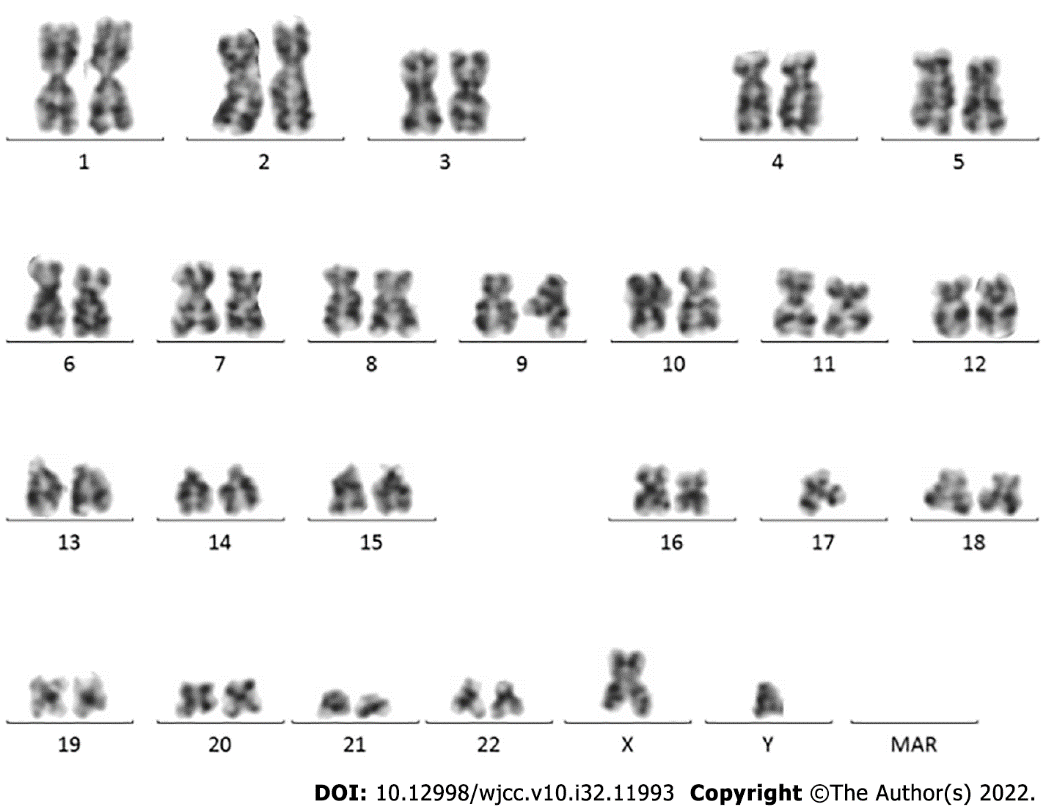 1 2 3 4 5
6 7 8 9 10 11 12
13 14 15 16 17 18
19 20 21 22 X Y MAR
DOI: 10.12998/wjcc.v10.i32.11993 Copyright ©The Author(s) 2022.